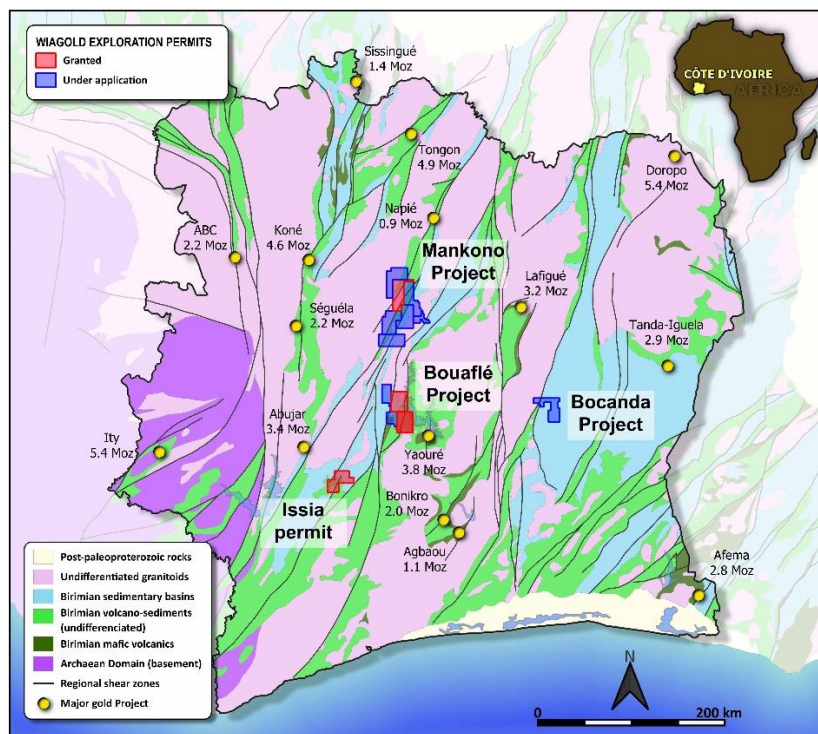 WIAGOLD EXPLORATION PERMITS
Granted
Under application
Sissingué
1.4 Moz
CÔTE D'IVOIRE
AFRICA
Tongon
4.9 Moz
Doropo
5.4 Moz
Napié
0.9 Moz
ABC
2.2 Moz
Koné
4.6 Moz
Mankono
Project
Lafigué
3.2 Moz
Séguéla
2.2 Moz
Tanda-Iguela
2.9 Moz
Bouaflé
Project
Bocanda
Project
Abujar
3.4 Moz
Ity
5.4 Moz
Yaouré
3.8 Moz
Issia
permit
Bonikro
2.0 Moz
Agbaou
1.1 Moz
Afema
2.8 Moz
Post-paleoproterozoic rocks
Undifferentiated granitoids
Birimian sedimentary basins
Birimian volcano-sediments
(undifferenciated)
Birimian mafic volcanics
Archaean Domain (basement)
Regional shear zones
Major gold Project
N
0 200 km